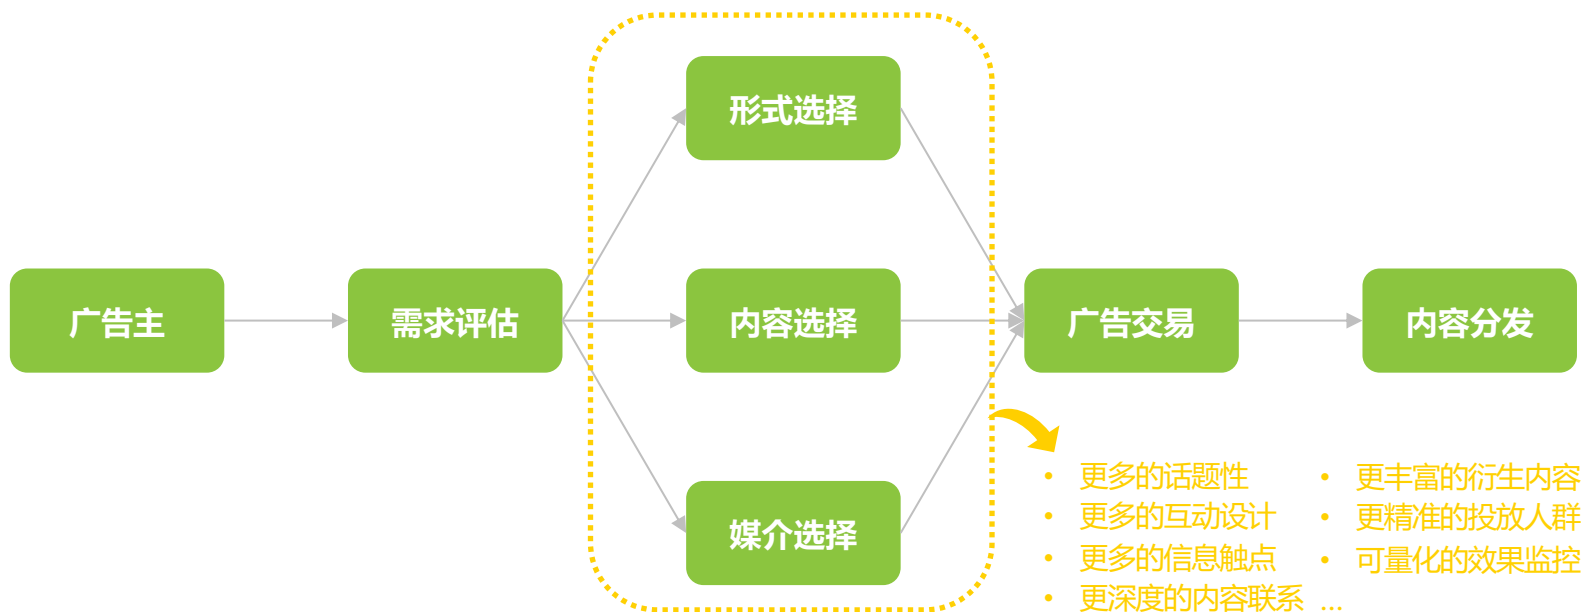 形式选择
广告主
需求评估
内容选择
广告交易
内容分发
媒介选择
• 更多的话题性
• 更多的互动设计
• 更多的信息触点
• 更深度的内容联系
• 更丰富的衍生内容
• 更精准的投放人群
• 可量化的效果监控
...